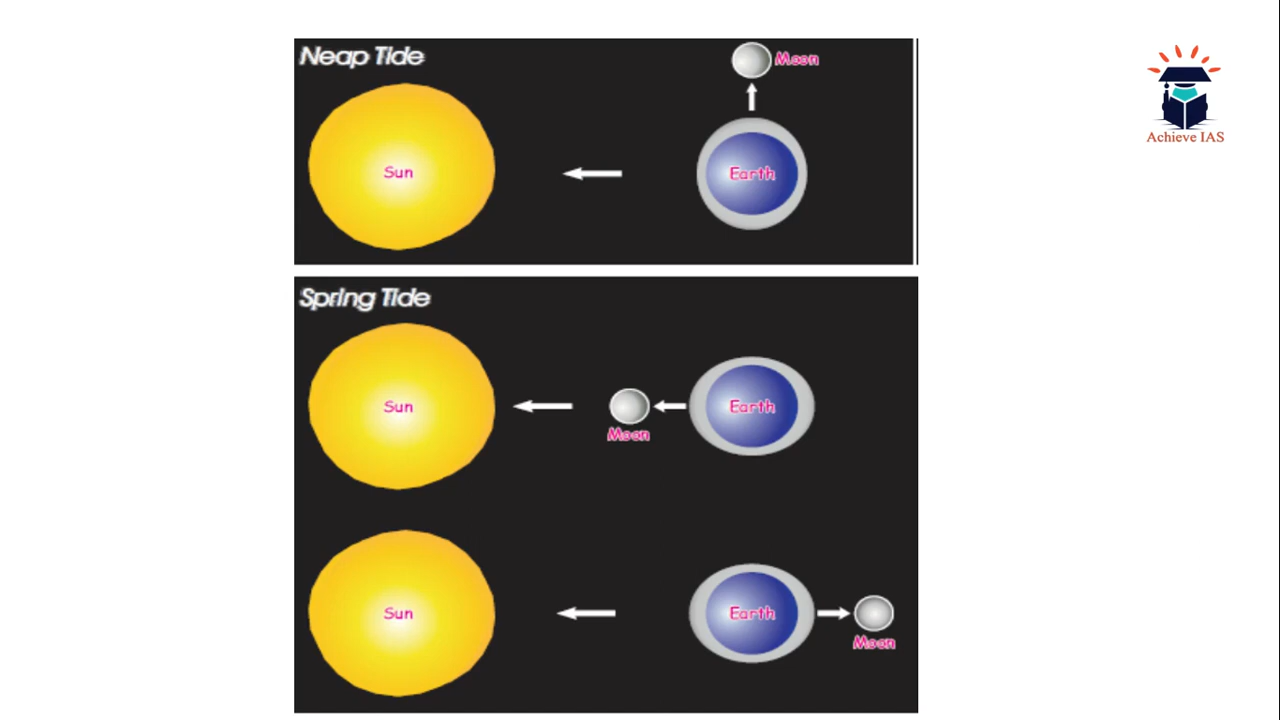 Neap Tide
Moon
Sun
Earth
Achieve IAS
Spring Tide
Sun
Earth
Moon
Sun
Earth
Moon